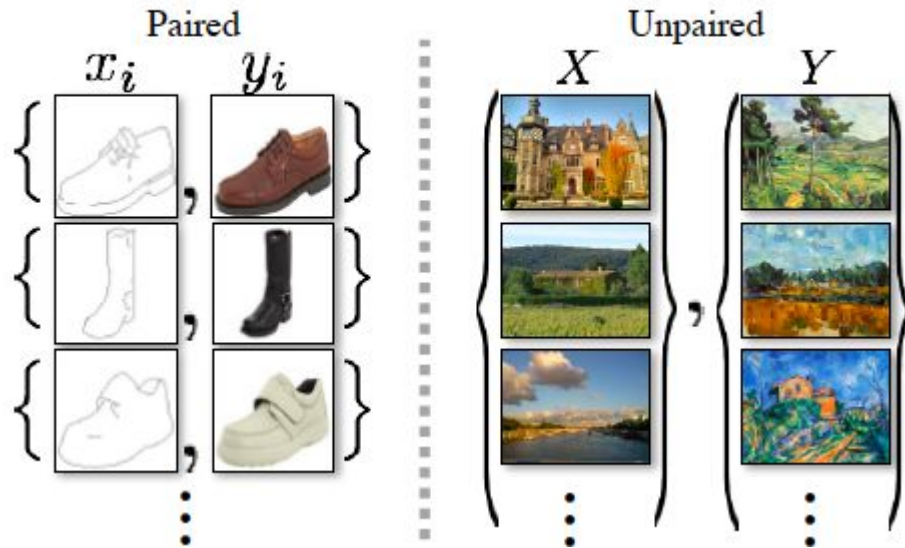 Paired
Unpaired
x_i
y_i
X
Y
{ , }
{ , }
{ , }
{ } , { }
⋮
⋮
⋮